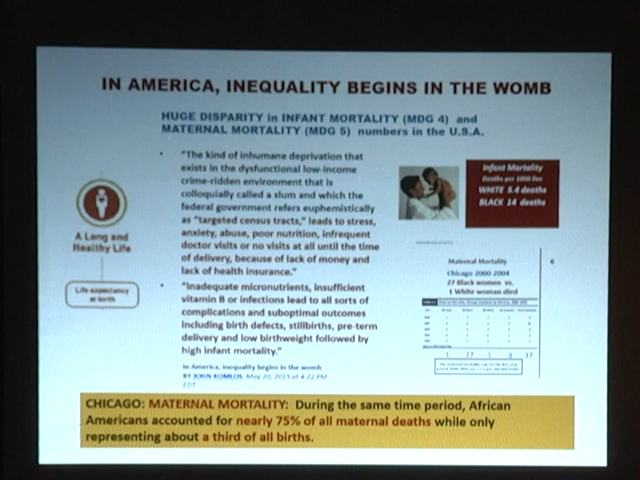 IN AMERICA, INEQUALITY BEGINS IN THE WOMB
HUGE DISPARITY in INFANT MORTALITY (MDG 4) and
MATERNAL MORTALITY (MDG 5) numbers in the U.S.A.
• "The kind of inhumane deprivation that
exists in the dysfunctional low-income
crime-ridden environment that is
colloquially called a slum and which the
federal government refers euphemistically
as "targeted census tracts," leads to stress,
anxiety, abuse, poor nutrition, infrequent
doctor visits or no visits at all until the time
of delivery, because of lack of money and
lack of health insurance."
• "Inadequate micronutrients, insufficient
vitamin B or infections lead to all sorts of
complications and suboptimal outcomes
including birth defects, stillbirths, pre-term
delivery and low birthweight followed by
high infant mortality."
In America, inequality begins in the womb
BY JOHN KOMLOS May 20, 2015 at 4:22 PM
EDT
A Long and
Healthy Life
Life expectancy
at birth
Infant Mortality
Deaths per 1000 live
WHITE 5.4 deaths
BLACK 14 deaths
Maternal Mortality
6
Chicago 2000-2004
27 Black women vs.
1 White woman died
1 27 1 8 37
CHICAGO: MATERNAL MORTALITY: During the same time period, African
Americans accounted for nearly 75% of all maternal deaths while only
representing about a third of all births.